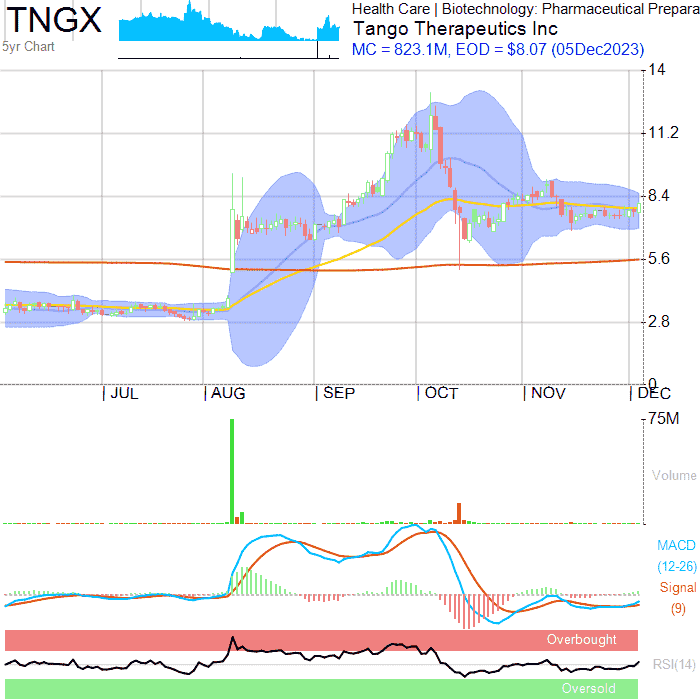 TNGX
5yr Chart
Health Care | Biotechnology: Pharmaceutical Prepara
Tango Therapeutics Inc
MC = 823.1M, EOD = $8.07 (05Dec2023)
14
11.2
8.4
5.6
2.8
0
JUL
AUG
SEP
OCT
NOV
DEC
75M
Volume
MACD
(12-26)
Signal
(9)
Overbought
RSI(14)
Oversold